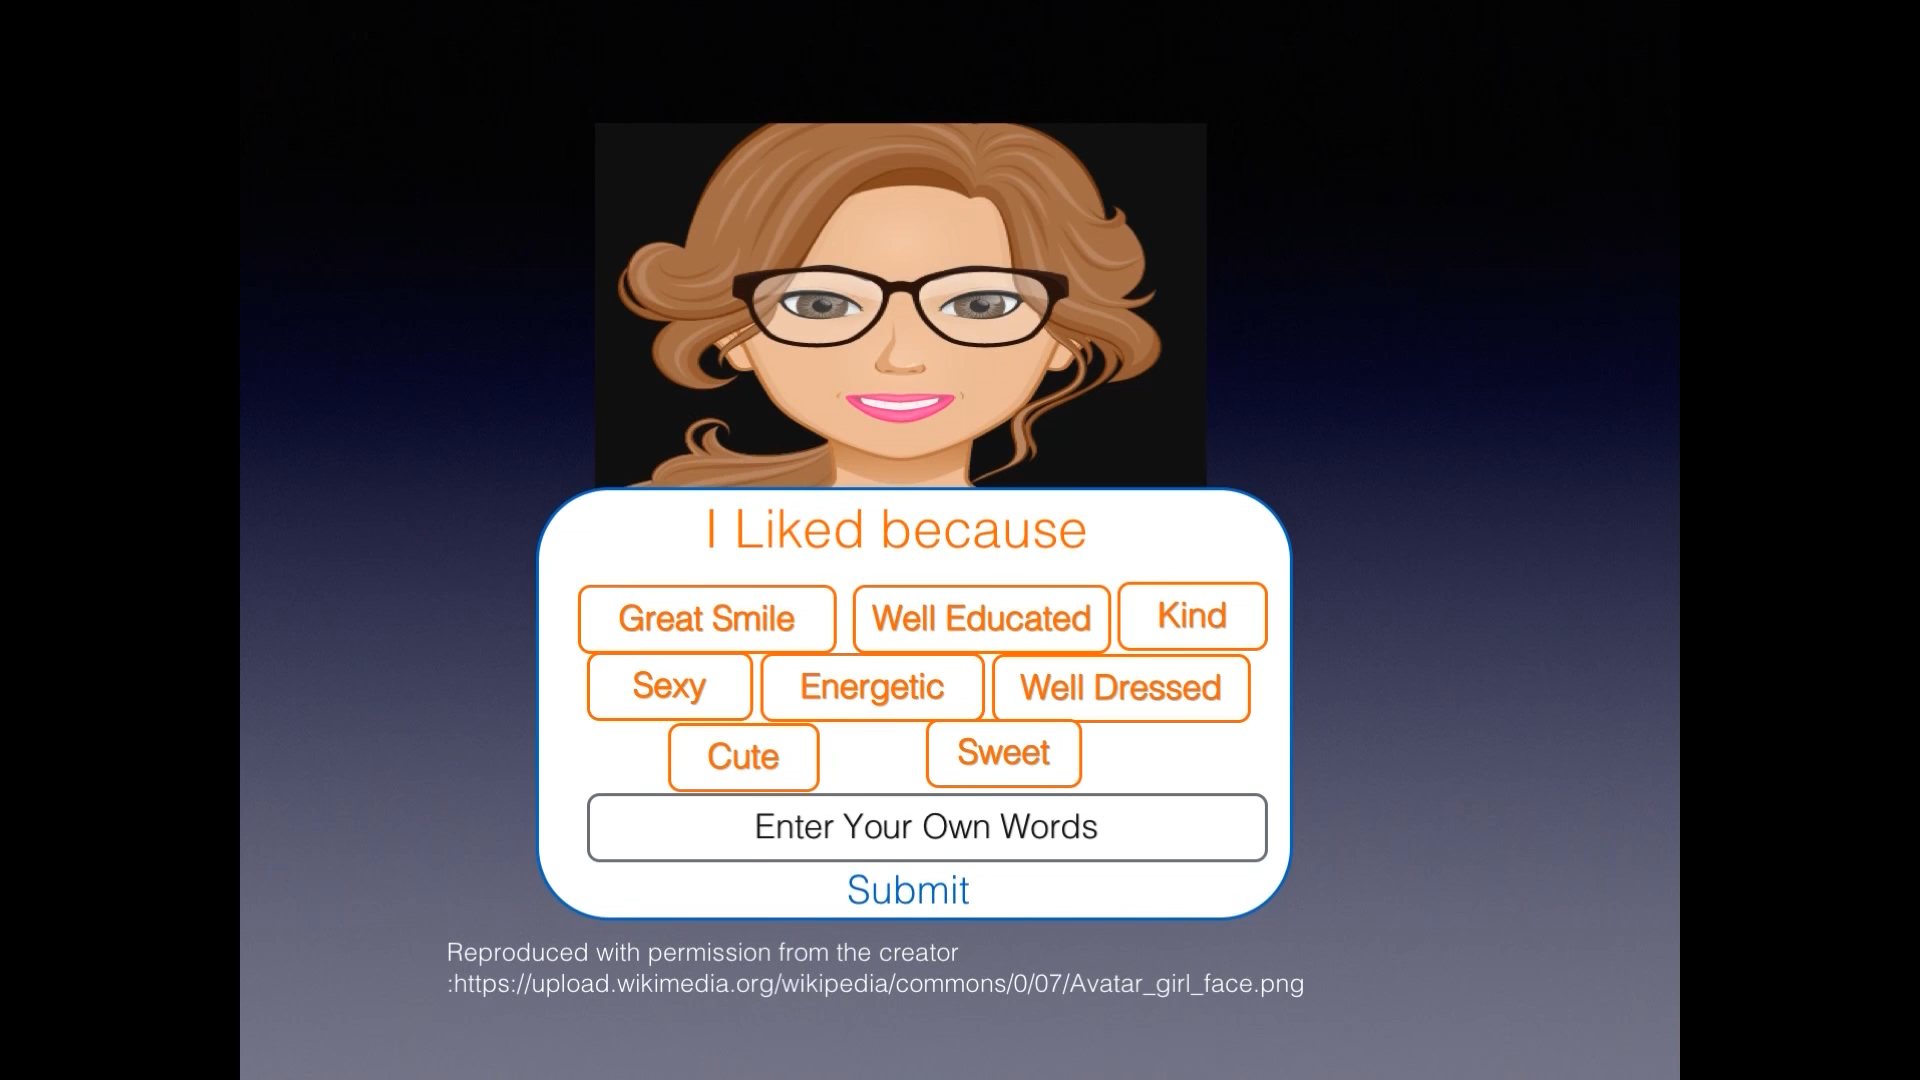 I Liked because
Great Smile
Well Educated
Kind
Sexy
Energetic
Well Dressed
Cute
Sweet
Enter Your Own Words
Submit
Reproduced with permission from the creator
:https://upload.wikimedia.org/wikipedia/commons/0/07/Avatar_girl_face.png